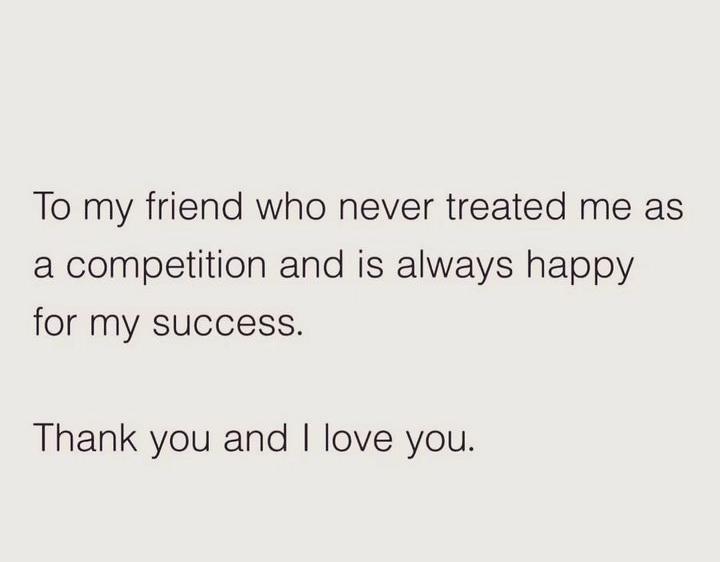 To my friend who never treated me as
a competition and is always happy
for my success.
Thank you and I love you.